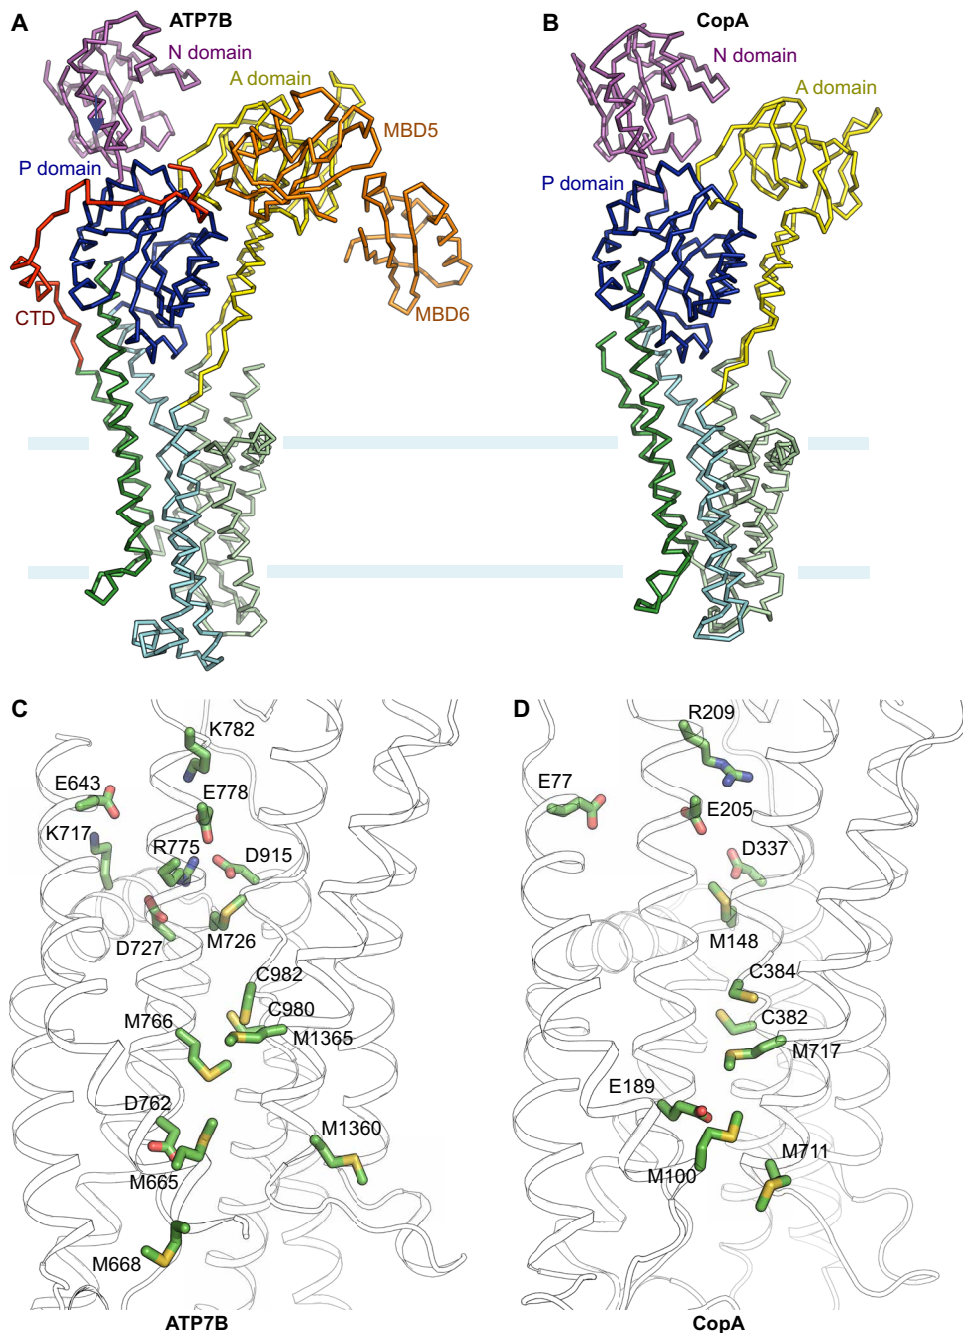 A
ATP7B
N domain
A domain
MBD5
P domain
CTD
MBD6
B
CopA
N domain
A domain
P domain
C
K782
E643
E778
K717
R775
D915
D727
M726
C982
C980
M766
M1365
D762
M1360
M665
M668
ATP7B
D
R209
E77
E205
D337
M148
C384
C382
M717
E189
M100
M711
CopA